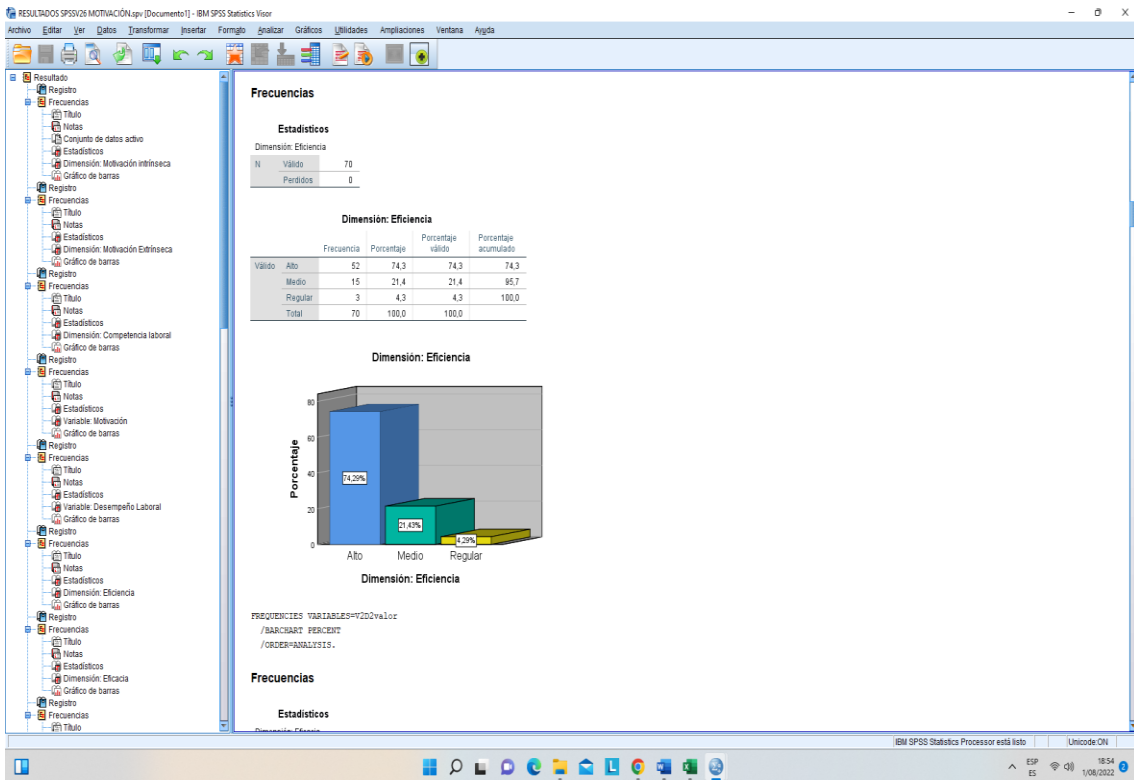 RESULTADOS SPSSV26 MOTIVACIÓN.spv [Documento1] - IBM SPSS Statistics Visor
Archivo Editar Ver Datos Transformar Insertar Formato Analizar Gráficos Utilidades Ampliaciones Ventana Ayuda
Resultado
Registro
Frecuencias
Título
Notas
Conjunto de datos activo
Estadísticos
Dimensión: Motivación intrínseca
Gráfico de barras
Registro
Frecuencias
Título
Notas
Estadísticos
Dimensión: Motivación Extrínseca
Gráfico de barras
Registro
Frecuencias
Título
Notas
Estadísticos
Dimensión: Competencia laboral
Gráfico de barras
Registro
Frecuencias
Título
Notas
Estadísticos
Variable: Motivación
Gráfico de barras
Registro
Frecuencias
Título
Notas
Estadísticos
Variable: Desempeño Laboral
Gráfico de barras
Registro
Frecuencias
Título
Notas
Estadísticos
Dimensión: Eficiencia
Gráfico de barras
Registro
Frecuencias
Título
Notas
Estadísticos
Dimensión: Eficacia
Gráfico de barras
Registro
Frecuencias
Título
Frecuencias
Estadísticos
Dimensión: Eficiencia
N Válido 70
Perdidos 0
Dimensión: Eficiencia
Frecuencia Porcentaje Porcentaje válido Porcentaje acumulado
Válido Alto 52 74,3 74,3 74,3
Medio 15 21,4 21,4 95,7
Regular 3 4,3 4,3 100,0
Total 70 100,0 100,0
Dimensión: Eficiencia
Porcentaje
80
60
40
20
0
74,29%
21,43%
4,29%
Alto Medio Regular
Dimensión: Eficiencia
FREQUENCIES VARIABLES=V2D2valor
/BARCHART PERCENT
/ORDER=ANALYSIS.
Frecuencias
Estadísticos
IBM SPSS Statistics Processor está listo Unicode:ON
ESP 18:54
ES 1/08/2022 2